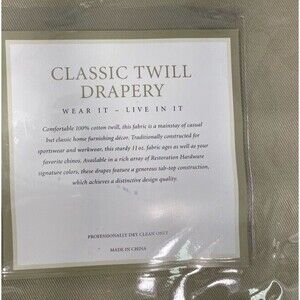 CLASSIC TWILL
DRAPERY
WEAR IT – LIVE IN IT
Comfortable 100% cotton twill, this fabric is a mainstay of casual
but classic home furnishing décor. Traditionally constructed for
sportswear and workwear, this sturdy 11 oz. fabric ages as well as your
favorite chinos. Available in a rich array of Restoration Hardware
signature colors, these drapes feature a generous tab-top construction,
which achieves a distinctive design quality.
PROFESSIONALLY DRY CLEAN ONLY
MADE IN CHINA